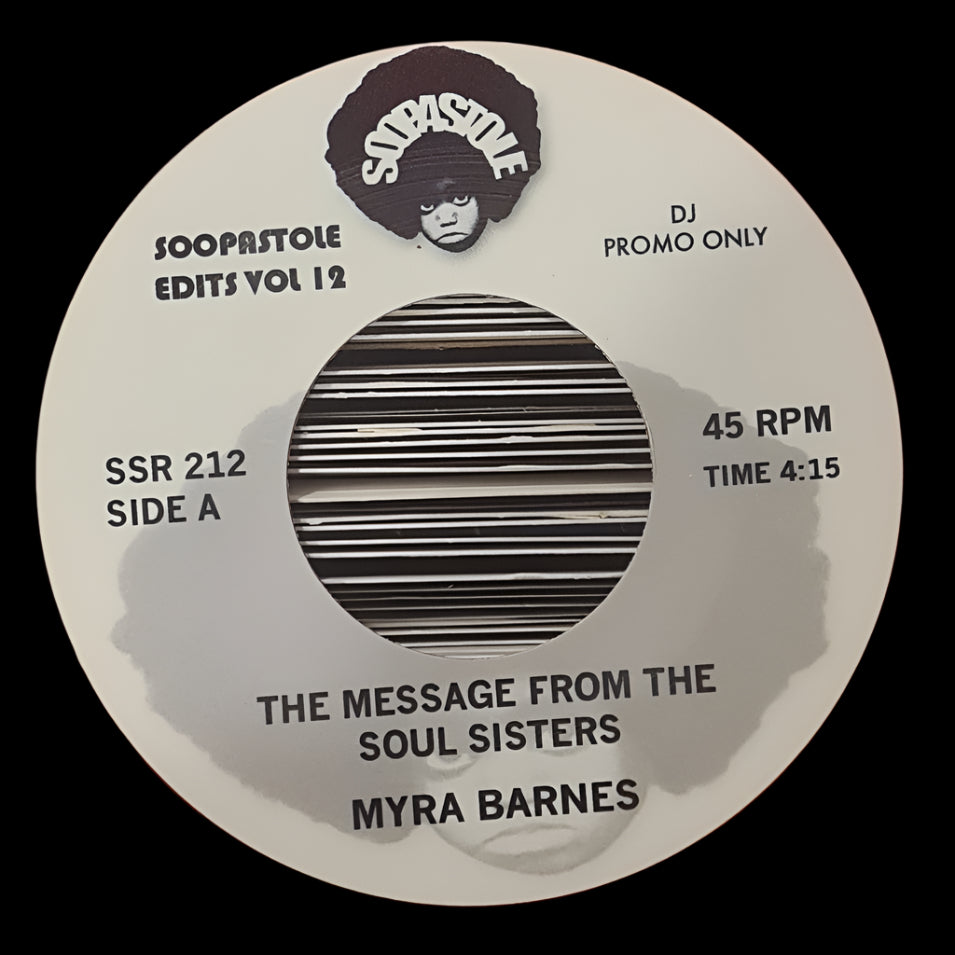 SOOPASTOLE
SOOPASTOLE
EDITS VOL 12
DJ
PROMO ONLY
SSR 212
SIDE A
45 RPM
TIME 4:15
THE MESSAGE FROM THE
SOUL SISTERS
MYRA BARNES